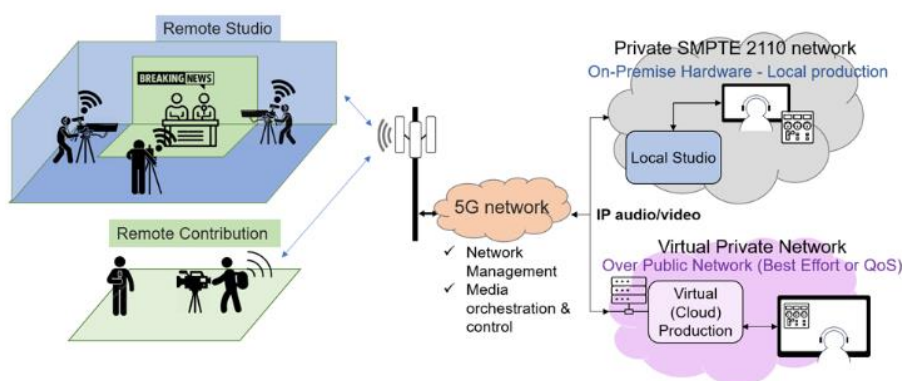 Remote Studio
BREAKING NEWS
Remote Contribution
5G network
✓ Network
Management
✓ Media
orchestration &
control
IP audio/video
Private SMPTE 2110 network
On-Premise Hardware - Local production
Local Studio
Virtual Private Network
Over Public Network (Best Effort or QoS)
Virtual
(Cloud)
Production